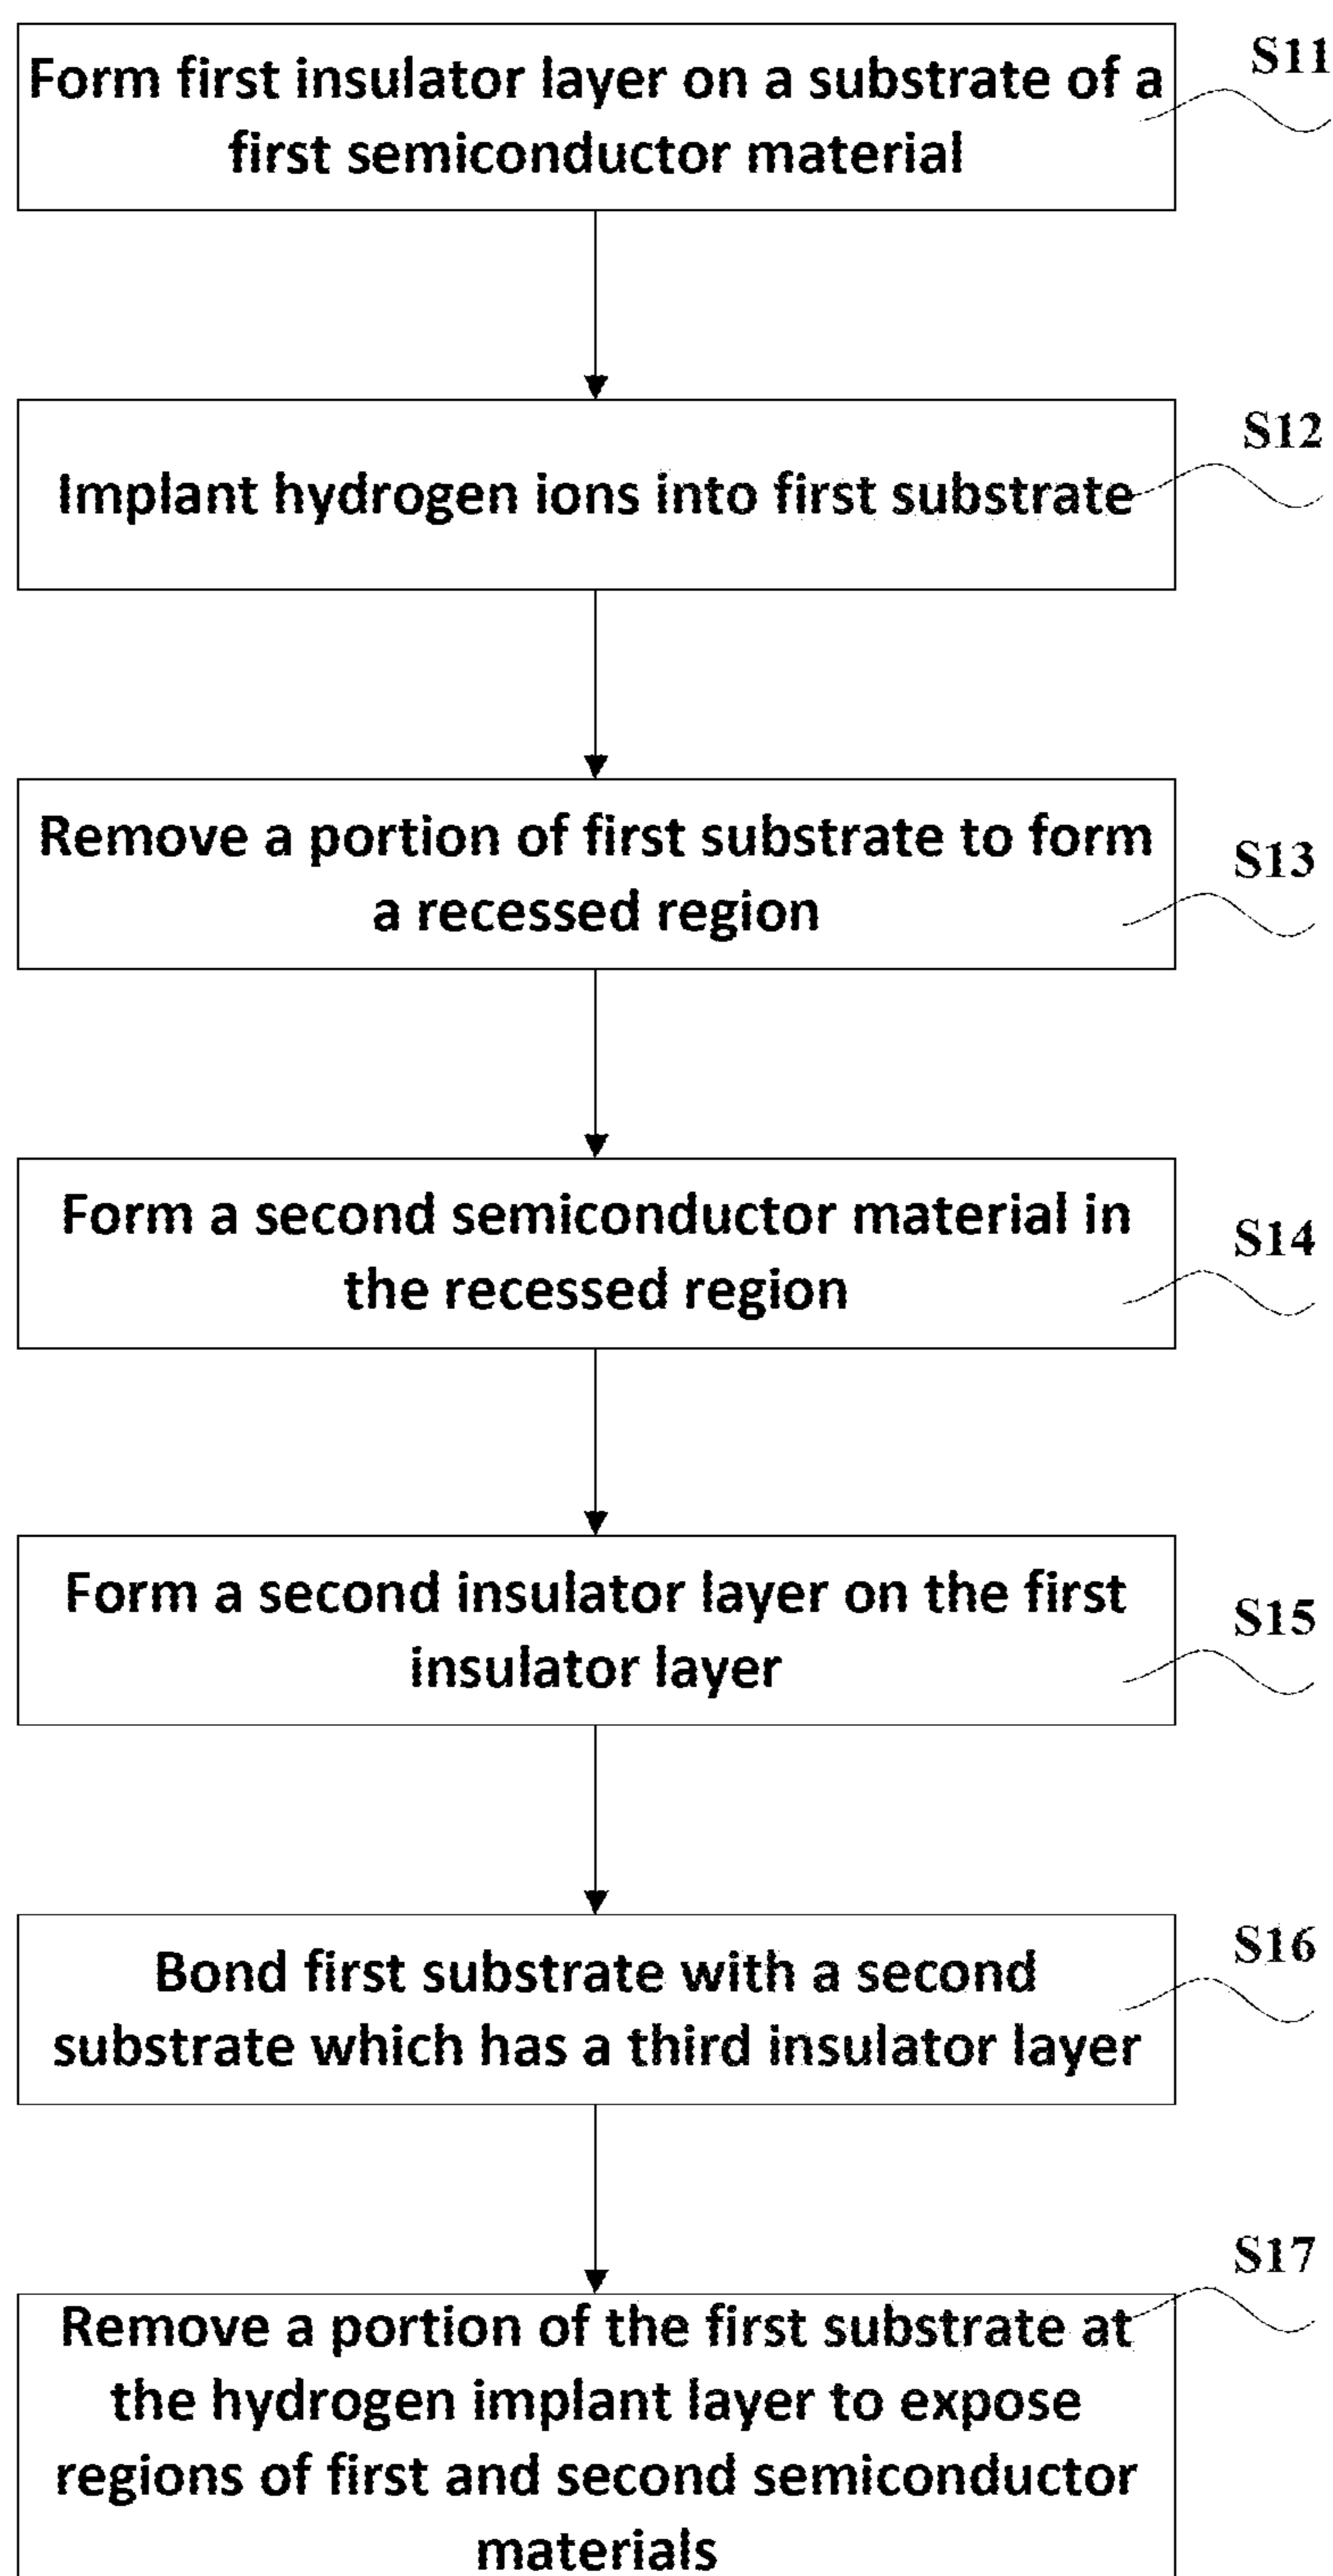 Form first insulator layer on a substrate of a
first semiconductor material
S11
Implant hydrogen ions into first substrate
S12
Remove a portion of first substrate to form
a recessed region
S13
Form a second semiconductor material in
the recessed region
S14
Form a second insulator layer on the first
insulator layer
S15
Bond first substrate with a second
substrate which has a third insulator layer
S16
Remove a portion of the first substrate at
the hydrogen implant layer to expose
regions of first and second semiconductor
materials
S17